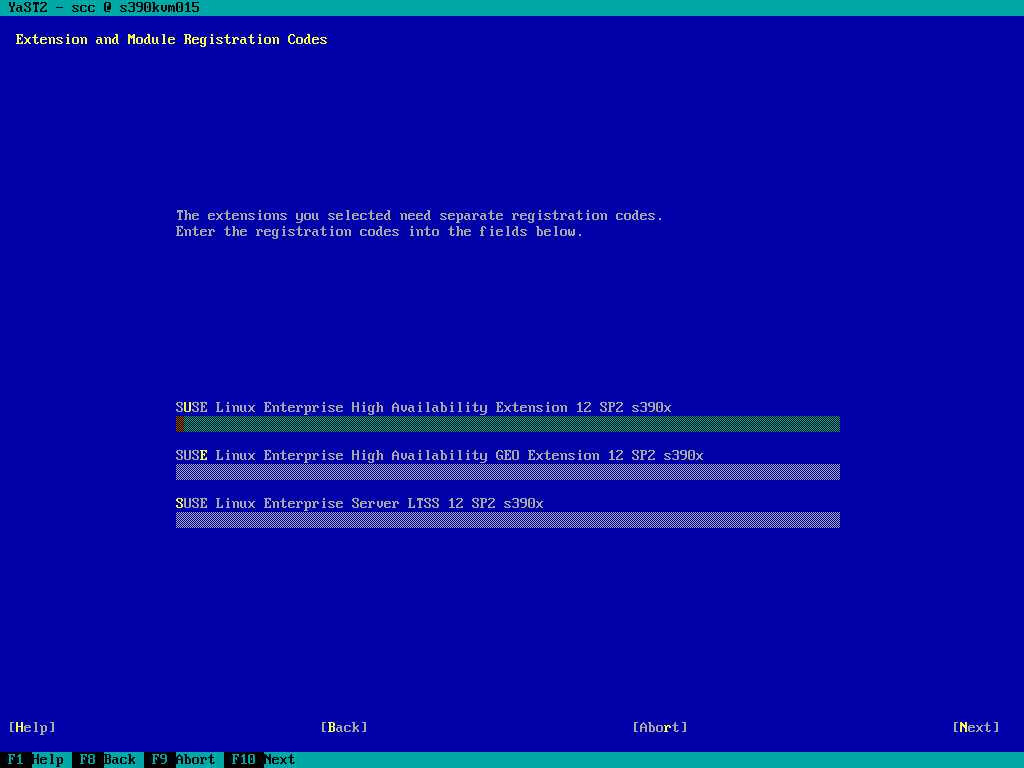 YaST2 - scc @ s390kvm015
Extension and Module Registration Codes
The extensions you selected need separate registration codes.
Enter the registration codes into the fields below.
SUSE Linux Enterprise High Availability Extension 12 SP2 s390x
SUSE Linux Enterprise High Availability GEO Extension 12 SP2 s390x
SUSE Linux Enterprise Server LTSS 12 SP2 s390x
[Help] [Back] [Abort] [Next]
F1 Help F8 Back F9 Abort F10 Next